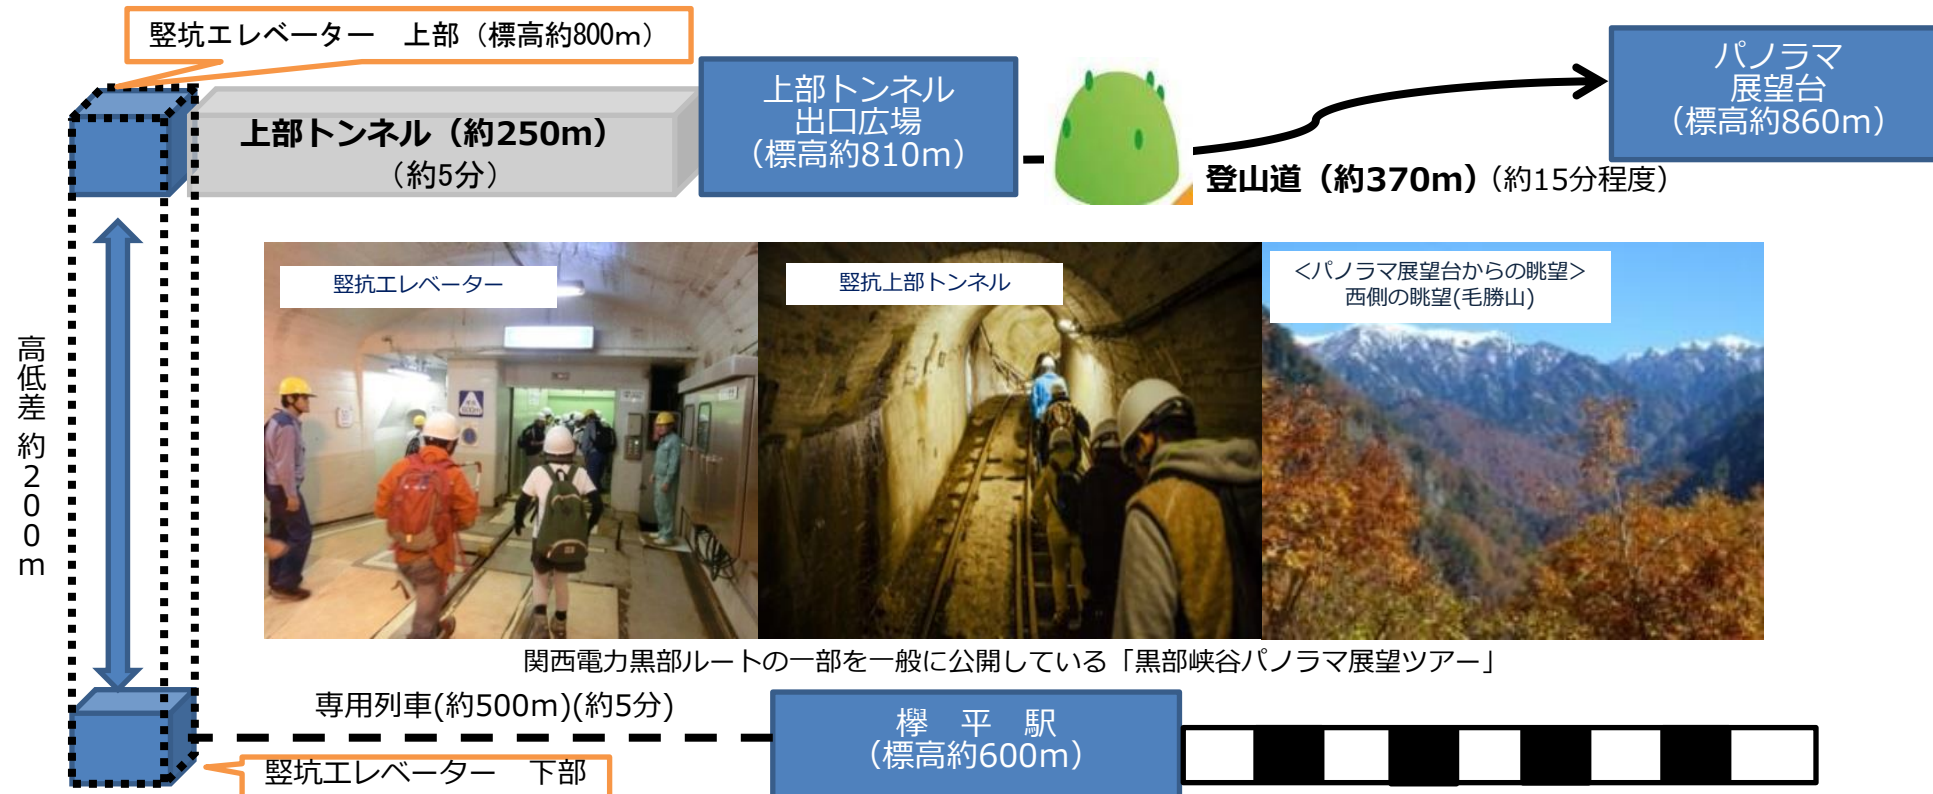 竪坑エレベーター　上部（標高約800ｍ）
上部トンネル（約250ｍ）
（約5分）
上部トンネル
出口広場
（標高約810ｍ）
パノラマ
展望台
（標高約860ｍ）
登山道（約370ｍ）（約15分程度）
高低差 約２００ｍ
竪坑エレベーター
竪抗上部トンネル
＜パノラマ展望台からの眺望＞
西側の眺望(毛勝山)
関西電力黒部ルートの一部を一般に公開している「黒部峡谷パノラマ展望ツアー」
専用列車(約500ｍ)(約5分)
欅　平　駅
（標高約600ｍ）
竪坑エレベーター　下部